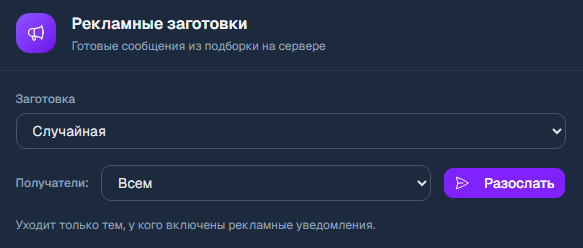 Рекламные заготовки
Готовые сообщения из подборки на сервере
Заготовка
Случайная
Получатели: Всем Разослать
Уходит только тем, у кого включены рекламные уведомления.